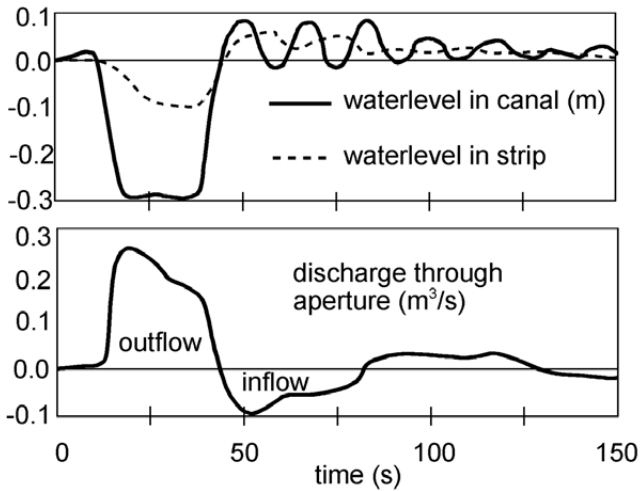 0.1
0.0
-0.1
-0.2
-0.3
waterlevel in canal (m)
waterlevel in strip
0.3
0.2
0.1
0.0
-0.1
discharge through
aperture (m³/s)
outflow
inflow
0 50 100 150
time (s)